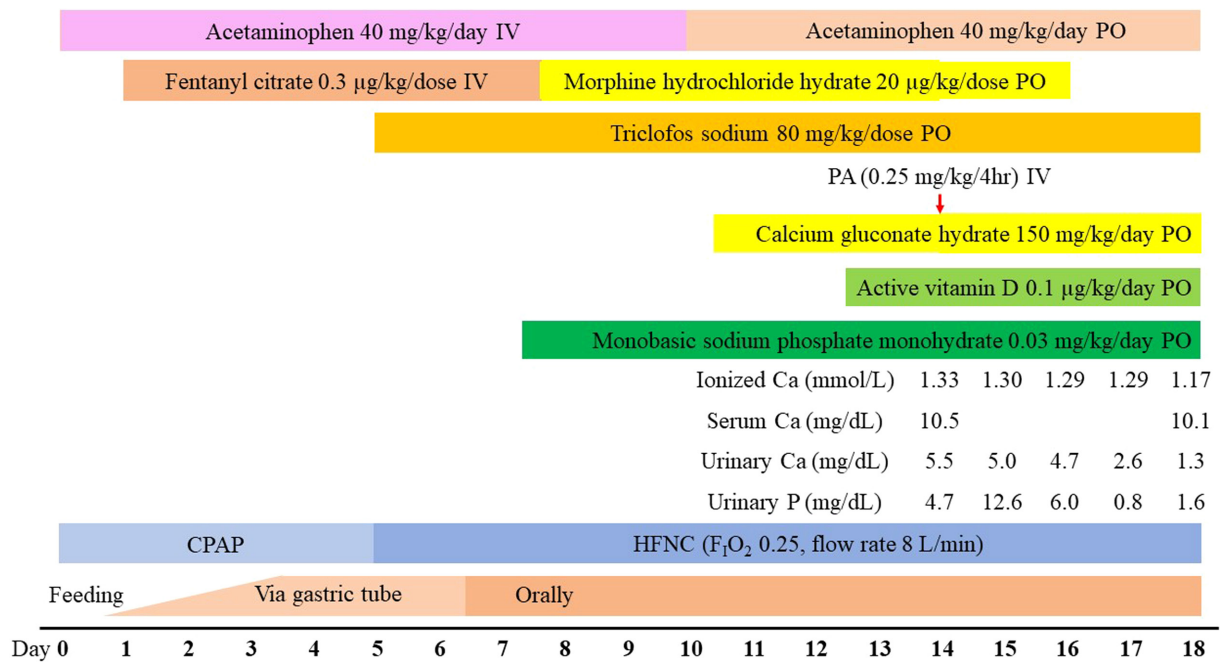 Acetaminophen 40 mg/kg/day IV Acetaminophen 40 mg/kg/day PO
Fentanyl citrate 0.3 µg/kg/dose IV Morphine hydrochloride hydrate 20 µg/kg/dose PO
Triclofos sodium 80 mg/kg/dose PO
PA (0.25 mg/kg/4hr) IV
Calcium gluconate hydrate 150 mg/kg/day PO
Active vitamin D 0.1 µg/kg/day PO
Monobasic sodium phosphate monohydrate 0.03 mg/kg/day PO
Ionized Ca (mmol/L) 1.33 1.30 1.29 1.29 1.17
Serum Ca (mg/dL) 10.5 10.1
Urinary Ca (mg/dL) 5.5 5.0 4.7 2.6 1.3
Urinary P (mg/dL) 4.7 12.6 6.0 0.8 1.6
CPAP HFNC (FIO2 0.25, flow rate 8 L/min)
Feeding Via gastric tube Orally
Day 0 1 2 3 4 5 6 7 8 9 10 11 12 13 14 15 16 17 18